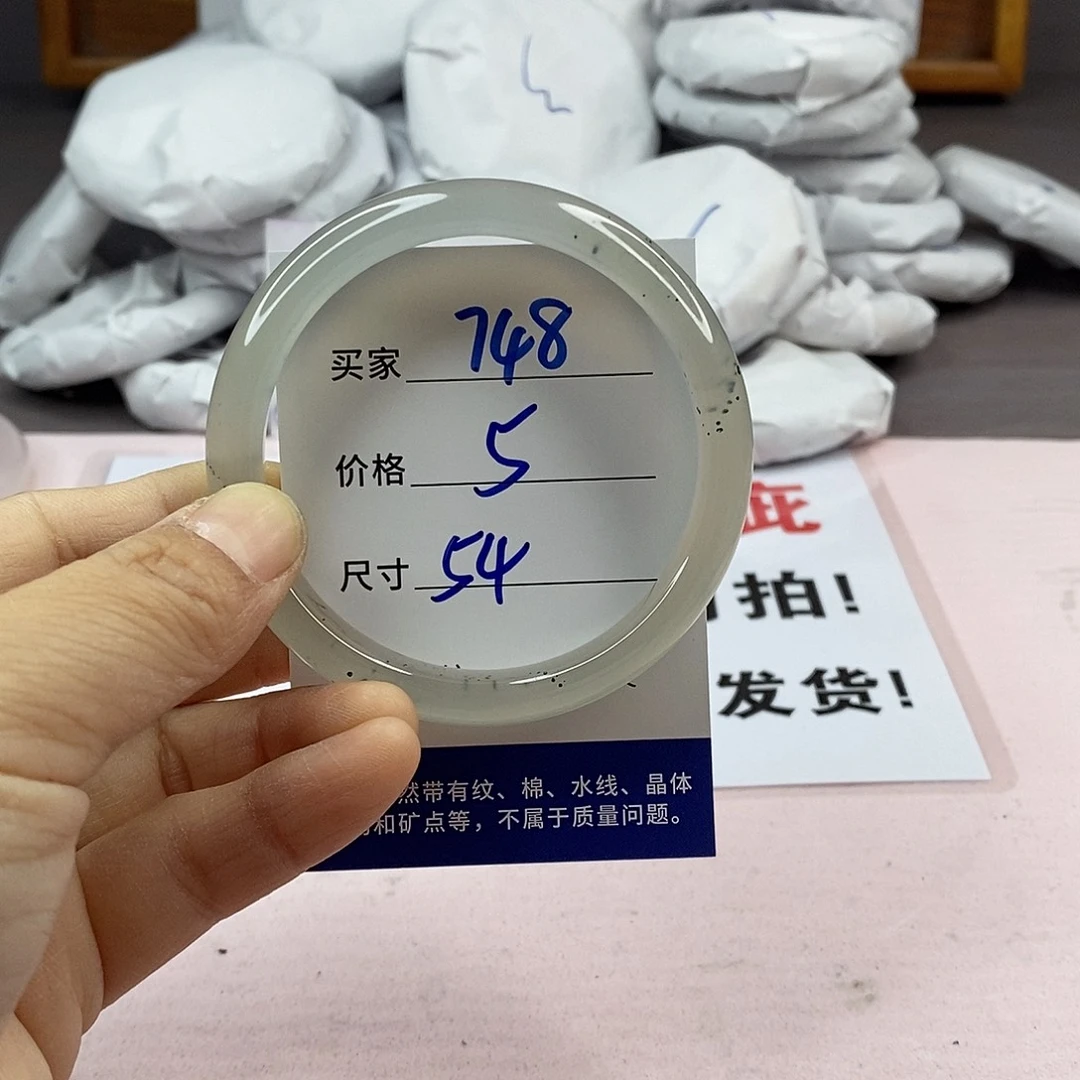 买家 748
价格 5
尺寸 54
然带有纹、棉、水线、晶体
和矿点等，不属于质量问题。
疵
拍！
发货！